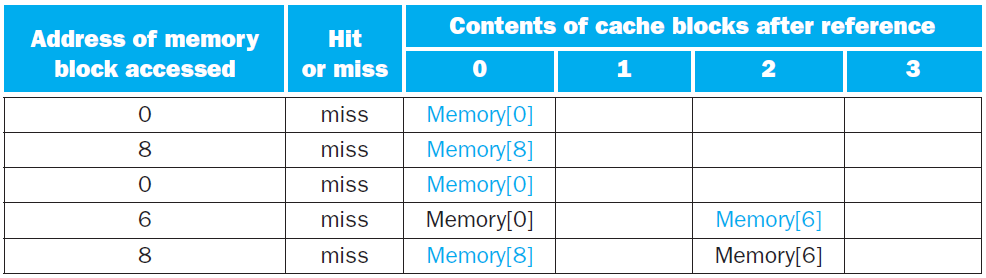 Address of memory block accessed | Hit or miss | Contents of cache blocks after reference
0 | 1 | 2 | 3
0 | miss | Memory[0]
8 | miss | Memory[8]
0 | miss | Memory[0]
6 | miss | Memory[0] | | Memory[6]
8 | miss | Memory[8] | | Memory[6]